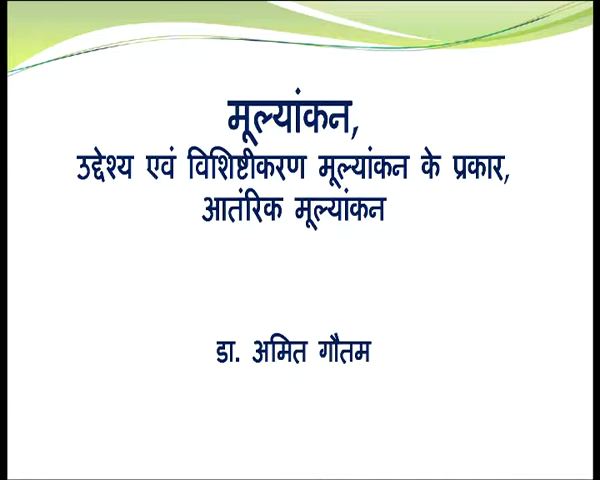 मूल्यांकन,
उद्देश्य एवं विशिष्टीकरण मूल्यांकन के प्रकार,
आतंरिक मूल्यांकन
डा. अमित गौतम